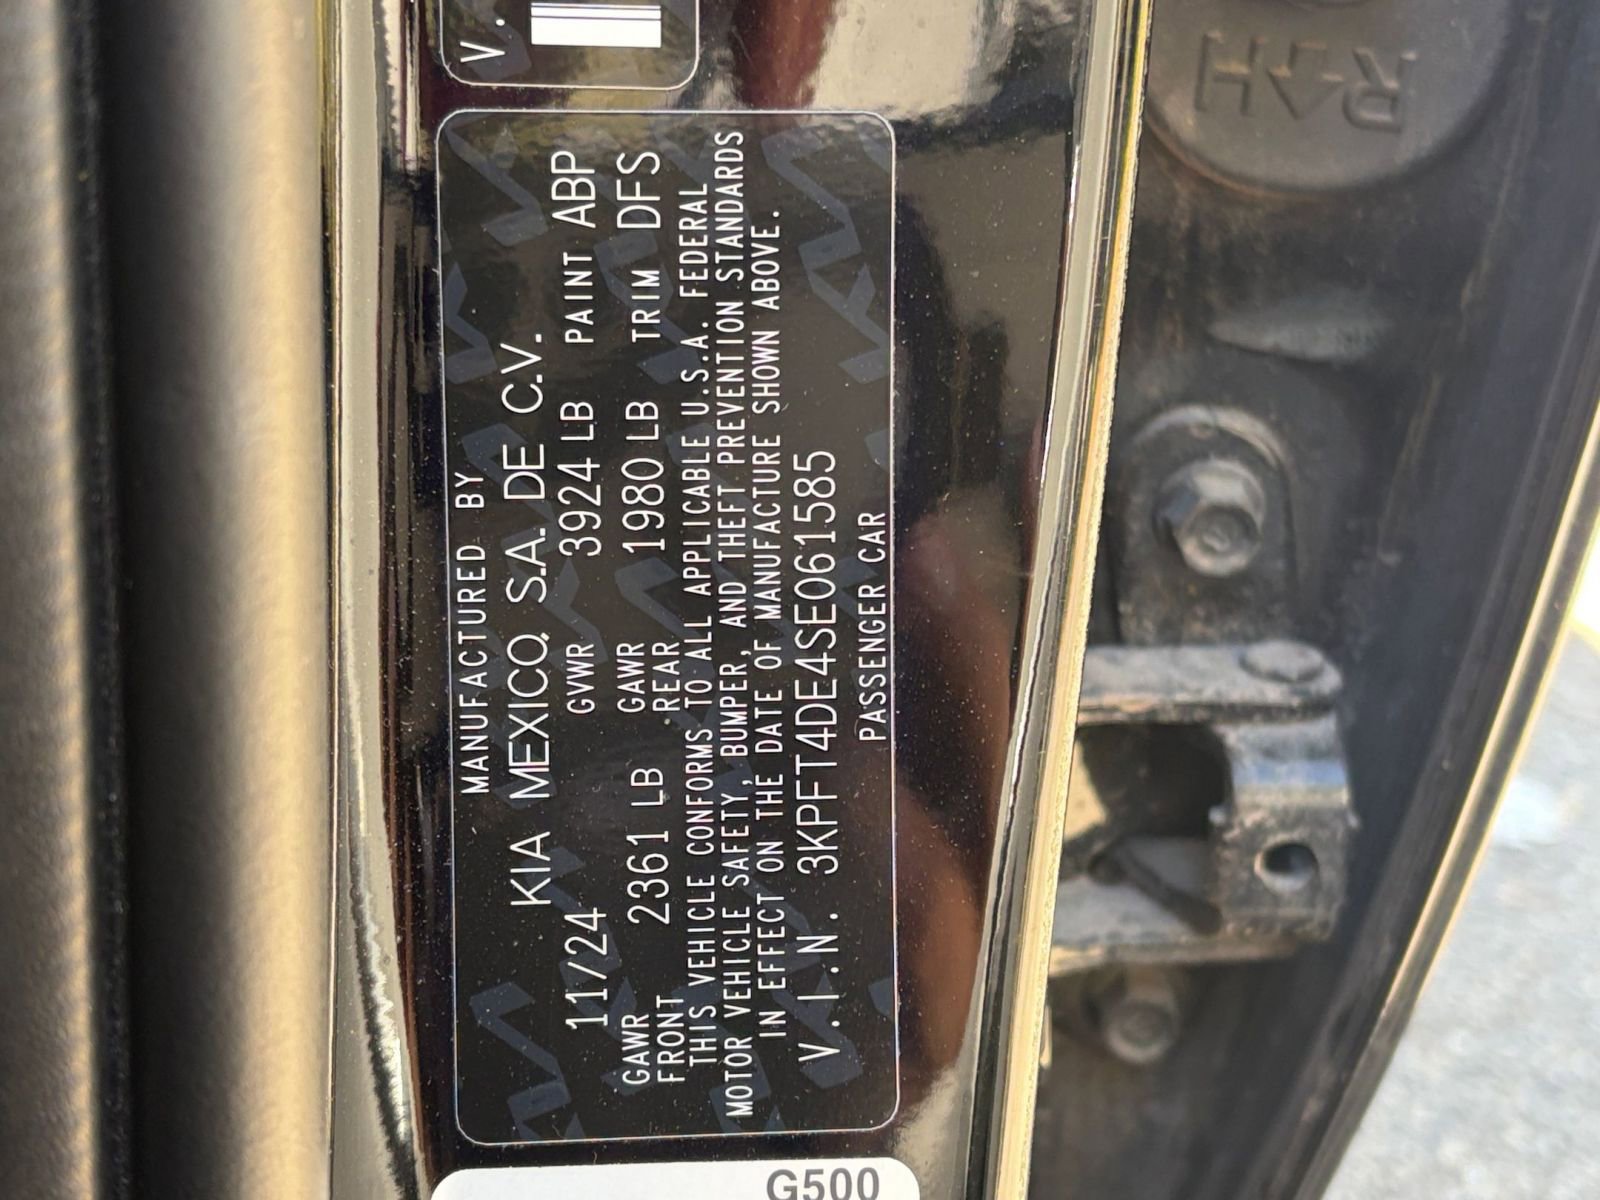 V.
MANUFACTURED BY
KIA MEXICO, S.A. DE C.V.
11/24 GVWR 3924 LB PAINT ABP
GAWR FRONT 2361 LB GAWR REAR 1980 LB TRIM DFS
THIS VEHICLE CONFORMS TO ALL APPLICABLE U.S.A. FEDERAL
MOTOR VEHICLE SAFETY, BUMPER, AND THEFT PREVENTION STANDARDS
IN EFFECT ON THE DATE OF MANUFACTURE SHOWN ABOVE.
V.I.N. 3KPFT4DE4SE061585
PASSENGER CAR
G500
RH